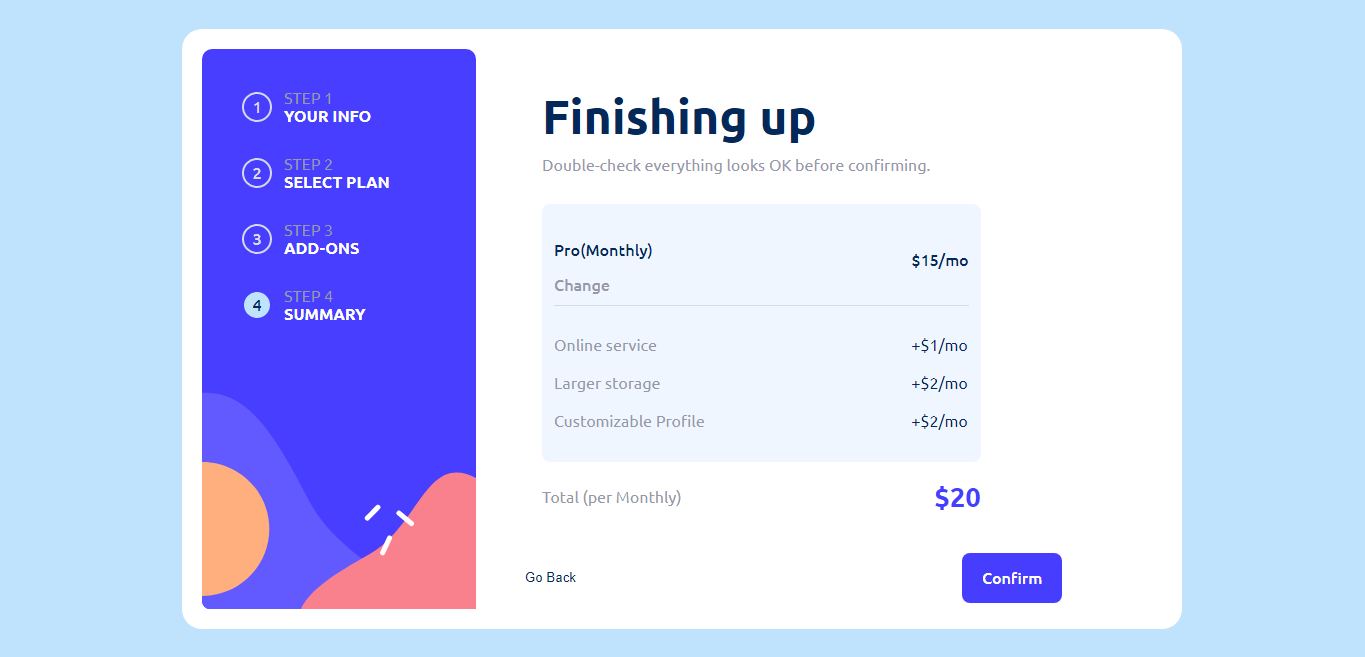 1
STEP 1
YOUR INFO
2
STEP 2
SELECT PLAN
3
STEP 3
ADD-ONS
4
STEP 4
SUMMARY
Finishing up
Double-check everything looks OK before confirming.
Pro(Monthly)
$15/mo
Change
Online service +$1/mo
Larger storage +$2/mo
Customizable Profile +$2/mo
Total (per Monthly) $20
Go Back
Confirm